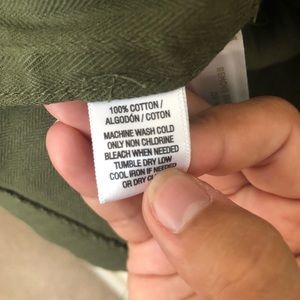 100% COTTON /
ALGODÓN / COTON
MACHINE WASH COLD
ONLY NON CHLORINE
BLEACH WHEN NEEDED
TUMBLE DRY LOW
COOL IRON IF NEEDED
OR DRY